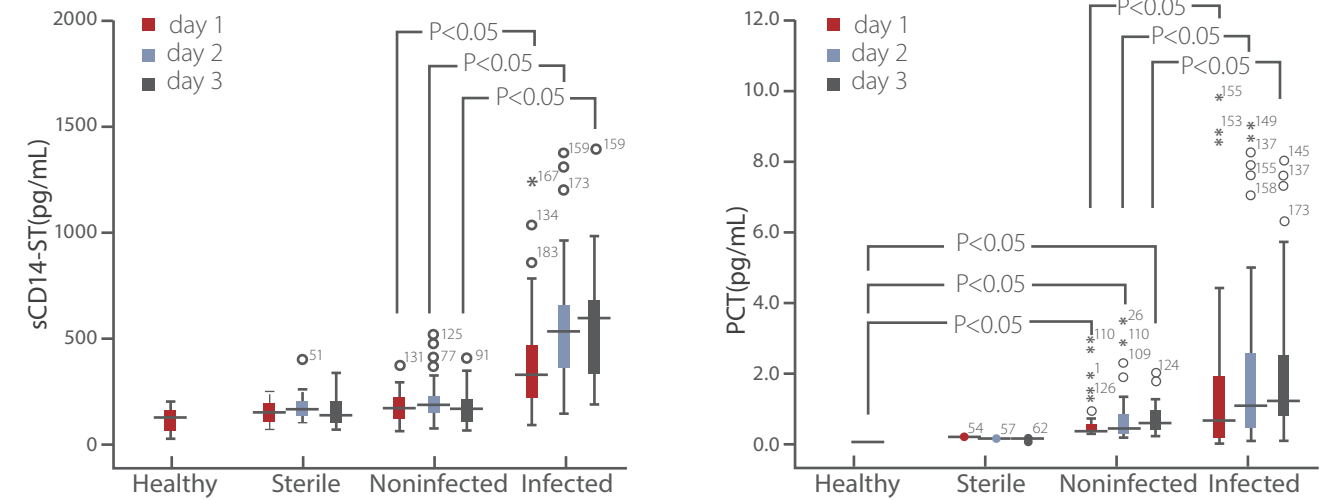 2000
1500
1000
500
0
sCD14-ST(pg/mL)
day 1
day 2
day 3
P<0.05
P<0.05
P<0.05
51
131
125
77
91
*167
134
183
159
173
159
Healthy Sterile Noninfected Infected
12.0
10.0
8.0
6.0
4.0
2.0
0.0
PCT(pg/mL)
day 1
day 2
day 3
P<0.05
P<0.05
P<0.05
P<0.05
P<0.05
P<0.05
54
57
62
*110
*
*1
*
*126
*26
*110
109
124
*155
*153
*
*149
*137
155
158
145
137
173
Healthy Sterile Noninfected Infected